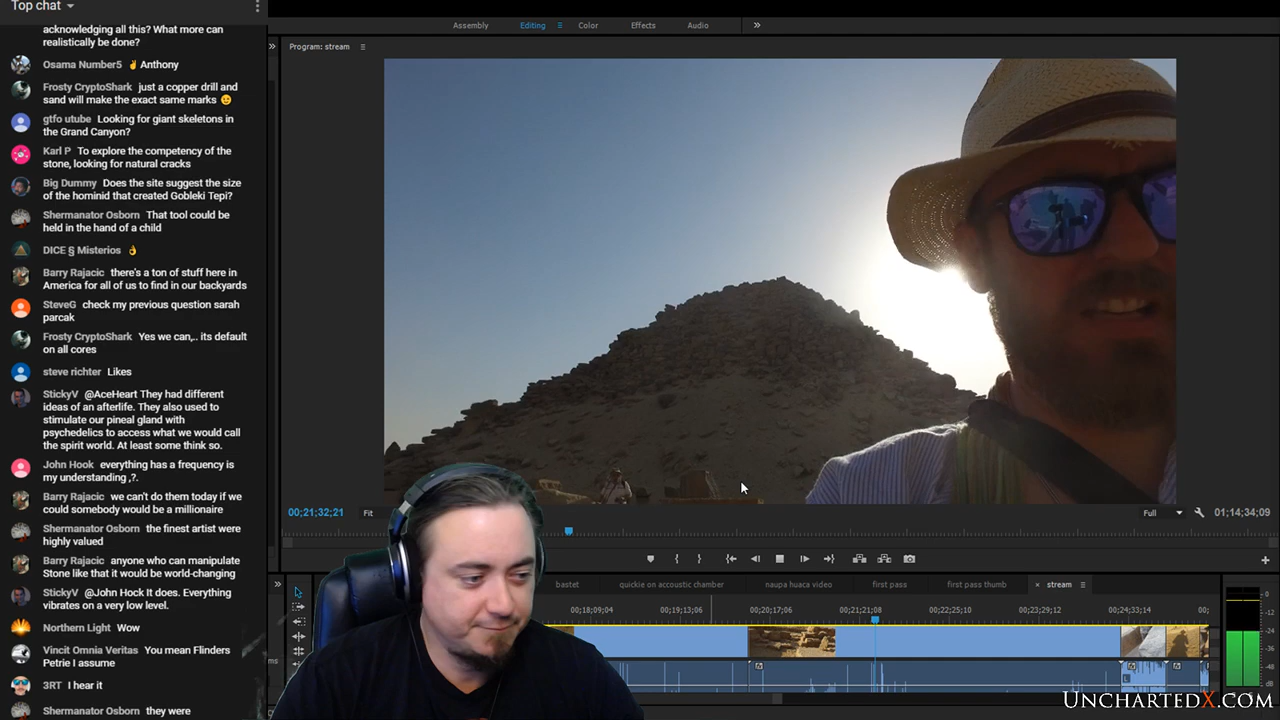 Top chat
acknowledging all this? What more can
realistically be done?
Osama Number5 ✌ Anthony
Frosty CryptoShark just a copper drill and
sand will make the exact same marks 😉
gtfo utube Looking for giant skeletons in
the Grand Canyon?
Karl P To explore the competency of the
stone, looking for natural cracks
Big Dummy Does the site suggest the size
of the hominid that created Gobleki Tepi?
Shermanator Osborn That tool could be
held in the hand of a child
DICE § Misterios 👌
Barry Rajacic there's a ton of stuff here in
America for all of us to find in our backyards
SteveG check my previous question sarah
parcak
Frosty CryptoShark Yes we can,.. its default
on all cores
steve richter Likes
StickyV @AceHeart They had different
ideas of an afterlife. They also used to
stimulate our pineal gland with
psychedelics to access what we would call
the spirit world. At least some think so.
John Hook everything has a frequency is
my understanding ,?.
Barry Rajacic we can't do them today if we
could somebody would be a millionaire
Shermanator Osborn the finest artist were
highly valued
Barry Rajacic anyone who can manipulate
Stone like that it would be world-changing
StickyV @John Hock It does. Everything
vibrates on a very low level.
Northern Light Wow
Vincit Omnia Veritas You mean Flinders
Petrie I assume
3RT I hear it
Shermanator Osborn they were
Assembly Editing Color Effects Audio
Program: stream
00;21;32;21 Fit Full 01;14;34;09
bastet quickie on accoustic chamber naupa huaca video first pass first pass thumb × stream
00;18;09;04 00;19;13;06 00;20;17;06 00;21;21;08 00;22;25;10 00;23;29;12 00;24;33;14 00;
fx fx fx
ms
0
-12
-24
-36
-48
dB
UNCHARTEDX.COM